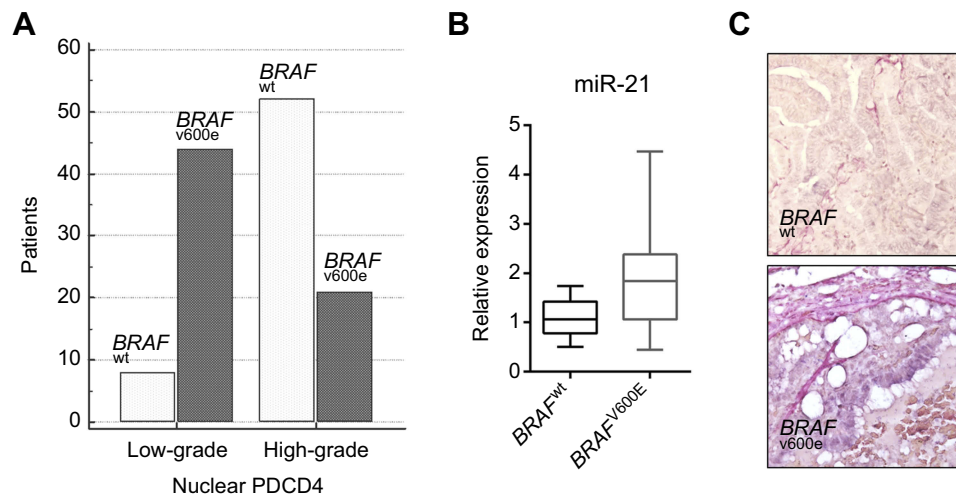 A
60
50
40
30
20
10
0
Patients
BRAF
wt
BRAF
v600e
BRAF
wt
BRAF
v600e
Low-grade
High-grade
Nuclear PDCD4
B
miR-21
5
4
3
2
1
0
Relative expression
BRAFwt
BRAFV600E
C
BRAF
wt
BRAF
v600e